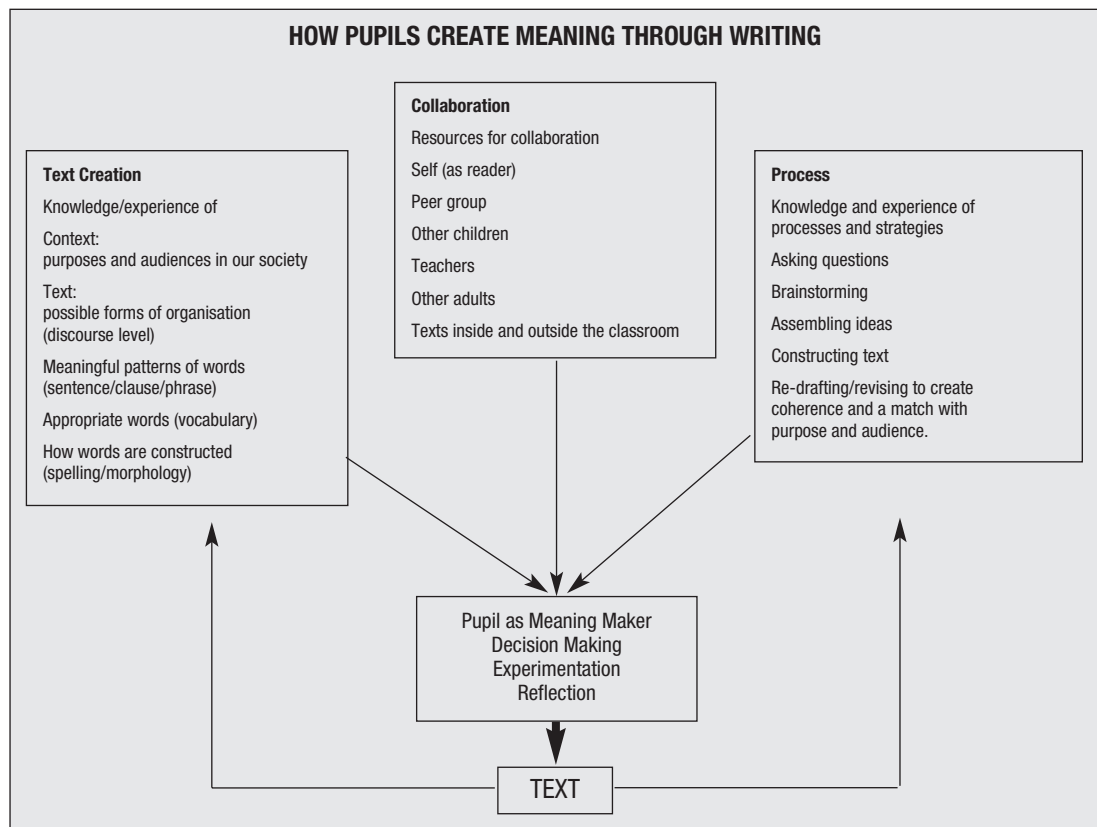 HOW PUPILS CREATE MEANING THROUGH WRITING
Text Creation
Knowledge/experience of
Context:
purposes and audiences in our society
Text:
possible forms of organisation
(discourse level)
Meaningful patterns of words
(sentence/clause/phrase)
Appropriate words (vocabulary)
How words are constructed
(spelling/morphology)
Collaboration
Resources for collaboration
Self (as reader)
Peer group
Other children
Teachers
Other adults
Texts inside and outside the classroom
Process
Knowledge and experience of
processes and strategies
Asking questions
Brainstorming
Assembling ideas
Constructing text
Re-drafting/revising to create
coherence and a match with
purpose and audience.
Pupil as Meaning Maker
Decision Making
Experimentation
Reflection
TEXT